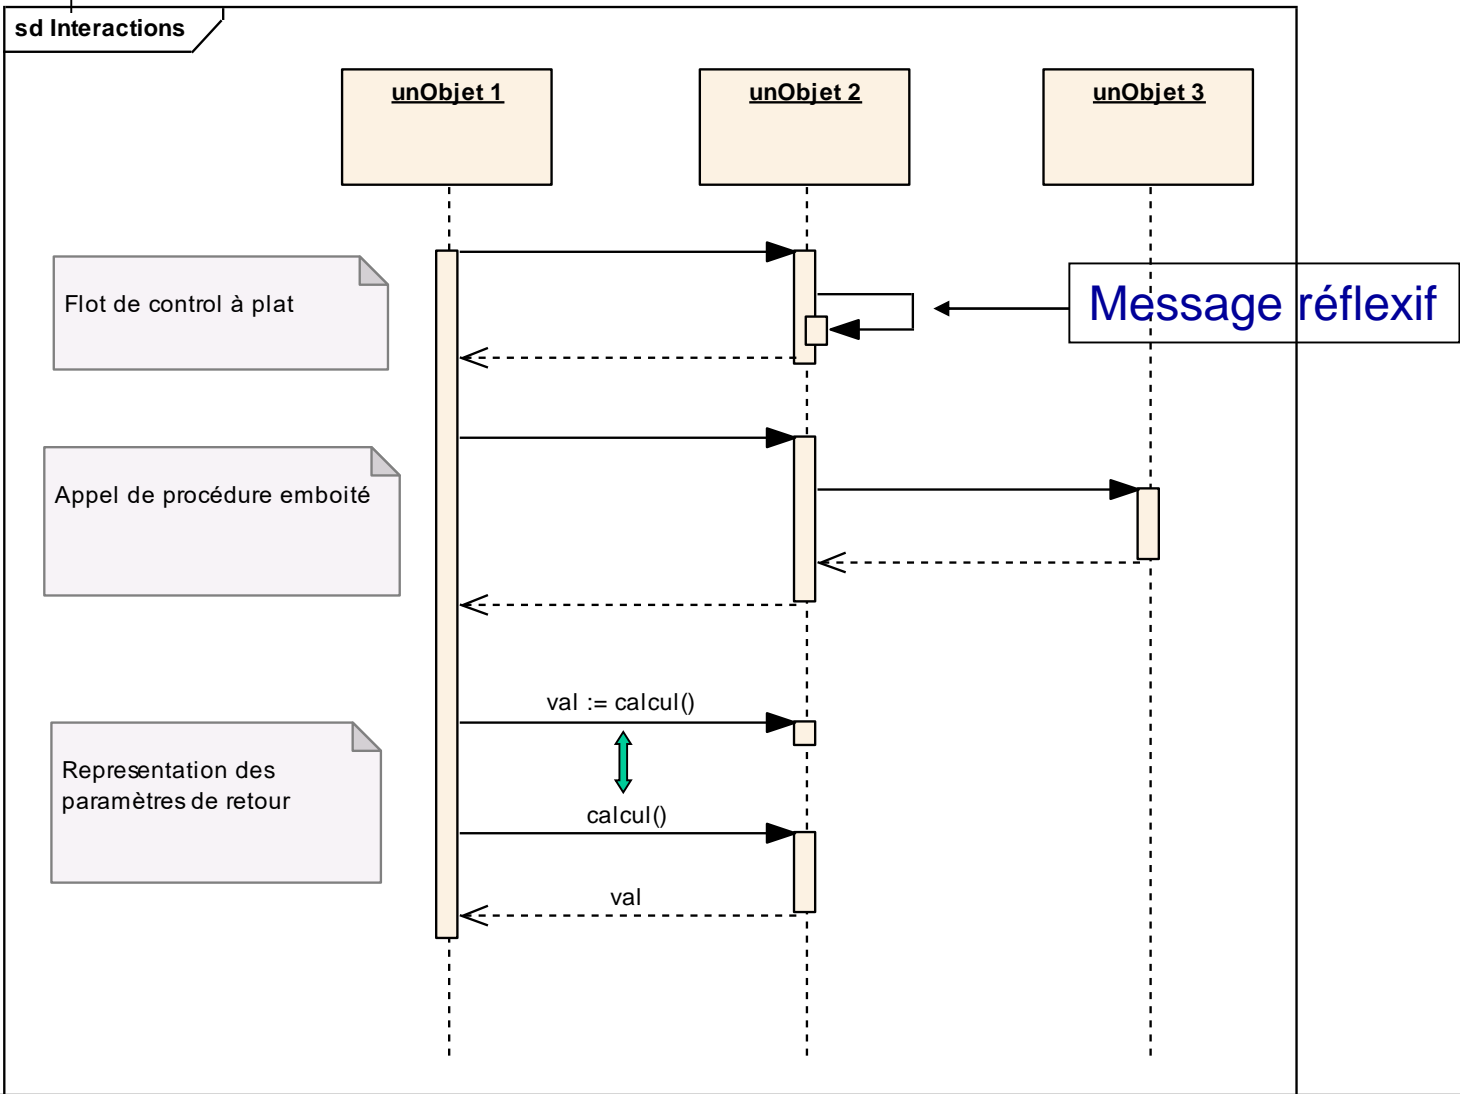 sd Interactions
unObjet 1
unObjet 2
unObjet 3
Flot de control à plat
Message réflexif
Appel de procédure emboité
val := calcul()
Representation des
paramètres de retour
calcul()
val